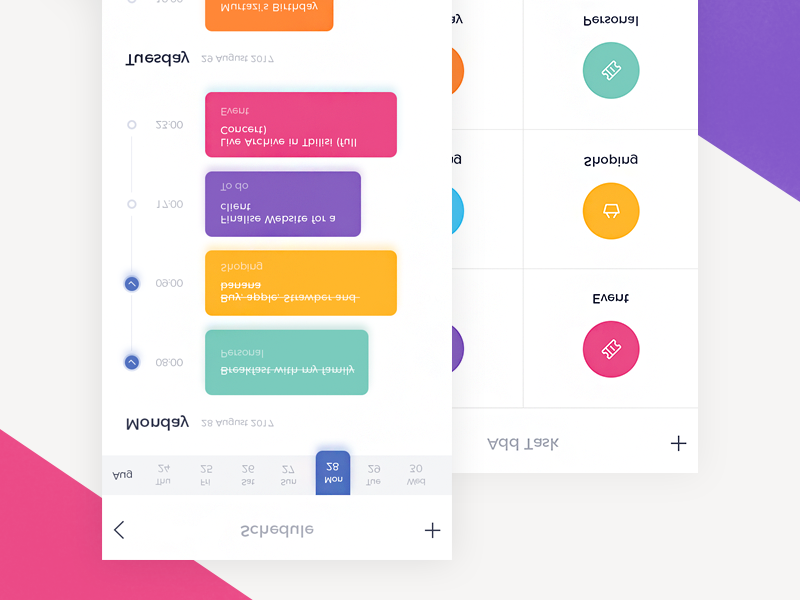 Schedule
Aug
Thu Fri Sat Sun Mon Tue Wed
24 25 26 27 28 29 30
Monday 28 August 2017
08.00
Breakfast with my family
Personal
09.00
Buy, apple, Strawber and
banana
Shoping
17.00
Finalise Website for a
client
To do
23.00
Live Archive in Tbilisi (full
Concert)
Event
Tuesday 29 August 2017
Murtazi's Birthday
Add Task
Event
Shoping
Personal